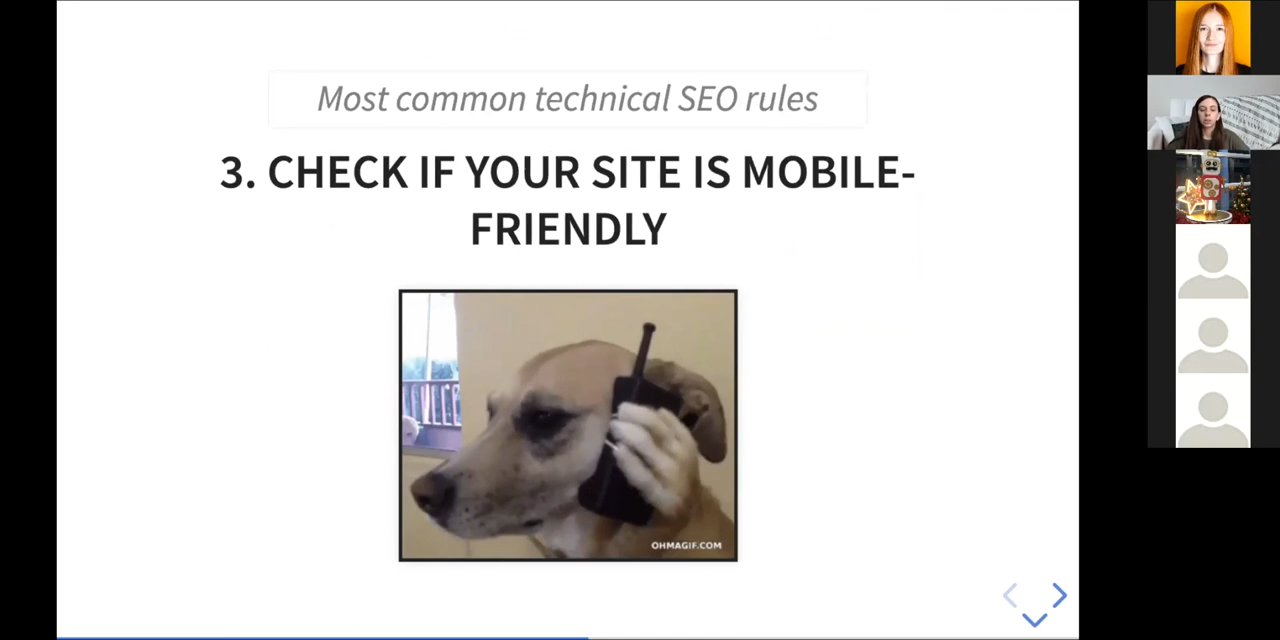 Most common technical SEO rules
3. CHECK IF YOUR SITE IS MOBILE-
FRIENDLY
OHMAGIF.COM